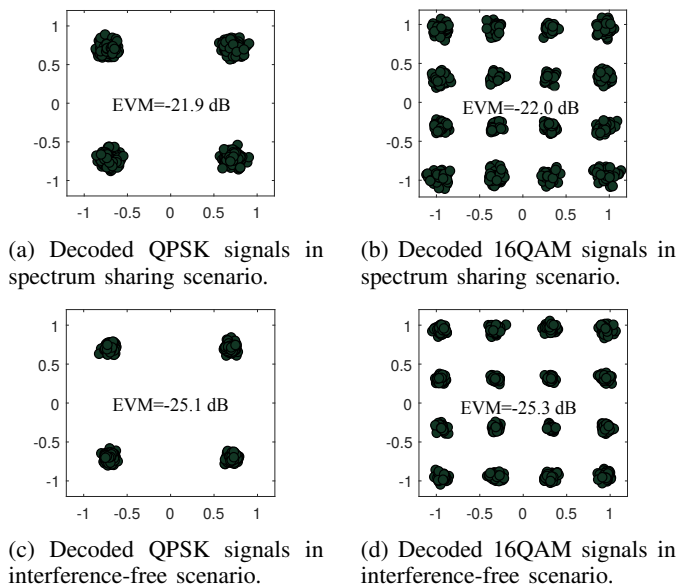 1
0.5
0
-0.5
-1
EVM=-21.9 dB
-1 -0.5 0 0.5 1
(a) Decoded QPSK signals in
spectrum sharing scenario.
1
0.5
0
-0.5
-1
EVM=-22.0 dB
-1 -0.5 0 0.5 1
(b) Decoded 16QAM signals in
spectrum sharing scenario.
1
0.5
0
-0.5
-1
EVM=-25.1 dB
-1 -0.5 0 0.5 1
(c) Decoded QPSK signals in
interference-free scenario.
1
0.5
0
-0.5
-1
EVM=-25.3 dB
-1 -0.5 0 0.5 1
(d) Decoded 16QAM signals in
interference-free scenario.